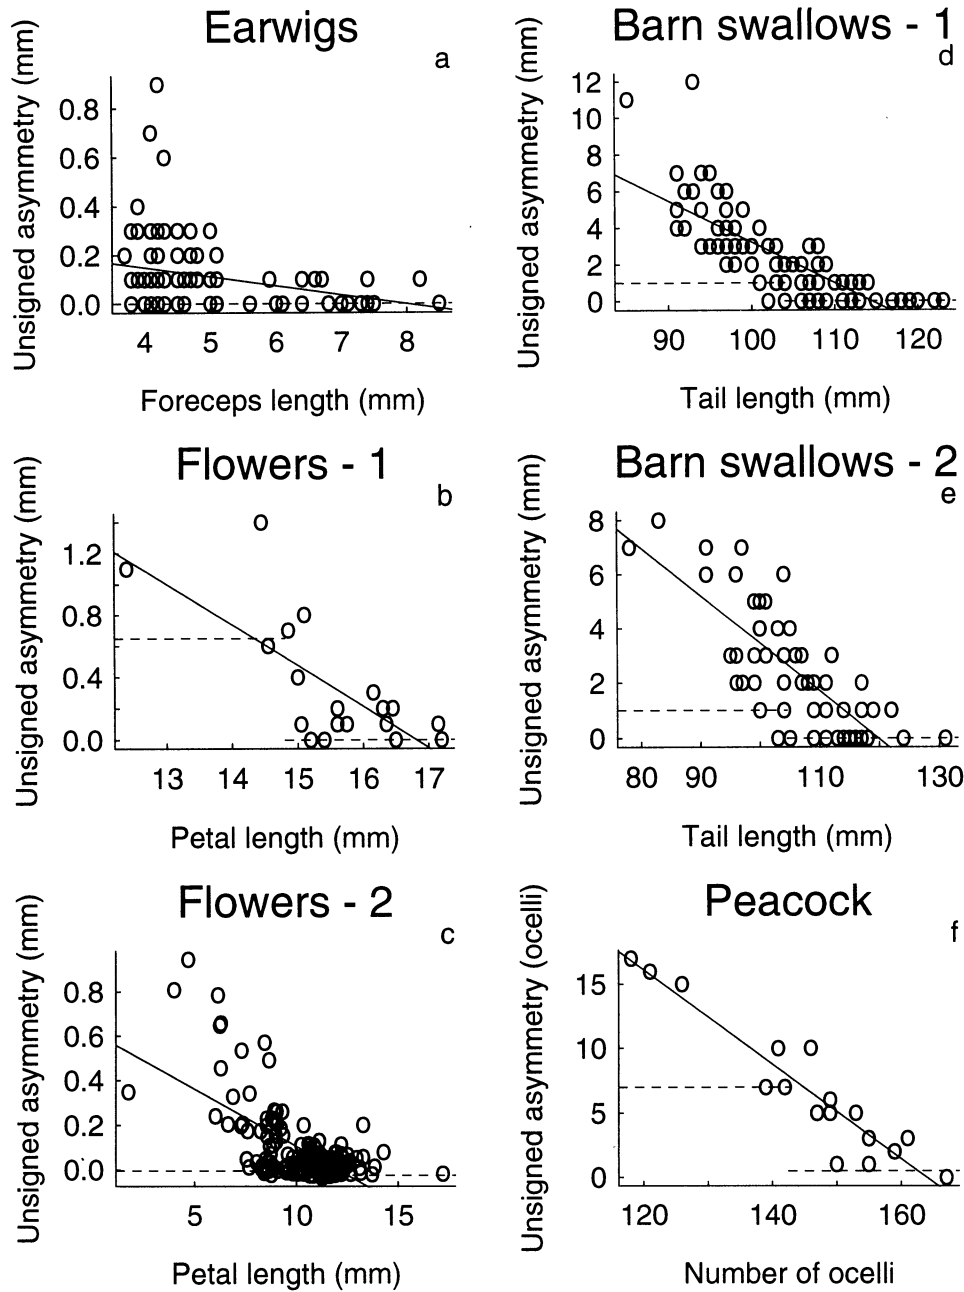 Earwigs
a
Unsigned asymmetry (mm)
0.8
0.6
0.4
0.2
0.0
4 5 6 7 8
Foreceps length (mm)
Barn swallows - 1
d
Unsigned asymmetry (mm)
12
10
8
6
4
2
0
90 100 110 120
Tail length (mm)
Flowers - 1
b
Unsigned asymmetry (mm)
1.2
0.8
0.4
0.0
13 14 15 16 17
Petal length (mm)
Barn swallows - 2
e
Unsigned asymmetry (mm)
8
6
4
2
0
80 90 110 130
Tail length (mm)
Flowers - 2
c
Unsigned asymmetry (mm)
0.8
0.6
0.4
0.2
0.0
5 10 15
Petal length (mm)
Peacock
f
Unsigned asymmetry (ocelli)
15
10
5
0
120 140 160
Number of ocelli